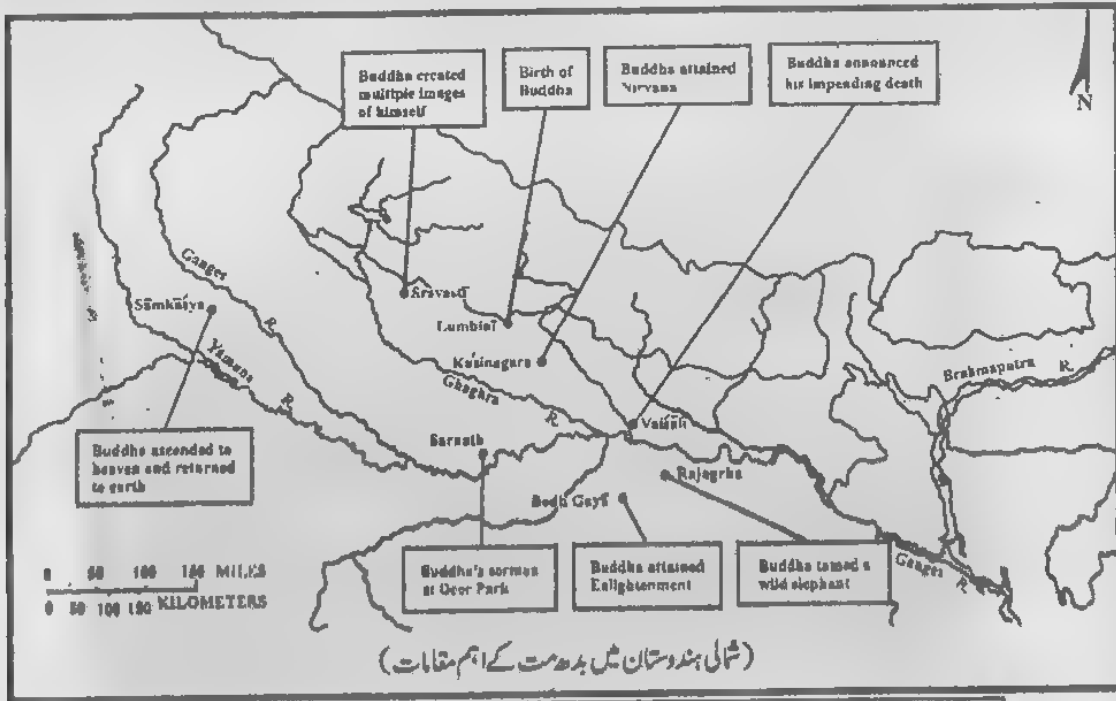 Buddha created
multiple images
of himself
Birth of
Buddha
Buddha attained
Nirvana
Buddha announced
his impending death
N
Ganges
R.
Sāmkāśya
Yamuna
R.
Śrāvastī
Lumbinī
Kuśinagara
Ghaghra
R.
Brahmaputra
R.
Vaiśālī
Sarnath
Rajagrha
Bodh Gayā
Buddha ascended to
heaven and returned
to earth
Buddha's sermon
at Deer Park
Buddha attained
Enlightenment
Buddha tamed a
wild elephant
Ganges
R.
0 50 100 150 MILES
0 50 100 150 KILOMETERS
(شمالی ہندوستان میں بدھ مت کے اہم مقامات)